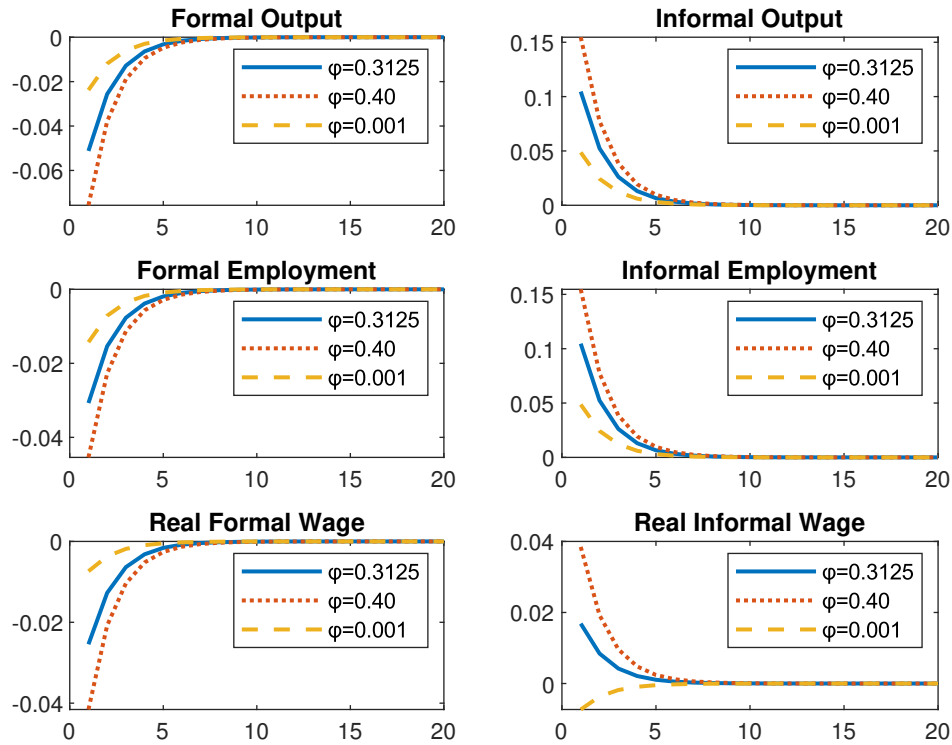 Formal Output
0
-0.02
-0.04
-0.06
φ=0.3125
φ=0.40
φ=0.001
0 5 10 15 20
Informal Output
0.15
0.1
0.05
0
φ=0.3125
φ=0.40
φ=0.001
0 5 10 15 20
Formal Employment
0
-0.02
-0.04
φ=0.3125
φ=0.40
φ=0.001
0 5 10 15 20
Informal Employment
0.15
0.1
0.05
0
φ=0.3125
φ=0.40
φ=0.001
0 5 10 15 20
Real Formal Wage
0
-0.02
-0.04
φ=0.3125
φ=0.40
φ=0.001
0 5 10 15 20
Real Informal Wage
0.04
0.02
0
φ=0.3125
φ=0.40
φ=0.001
0 5 10 15 20